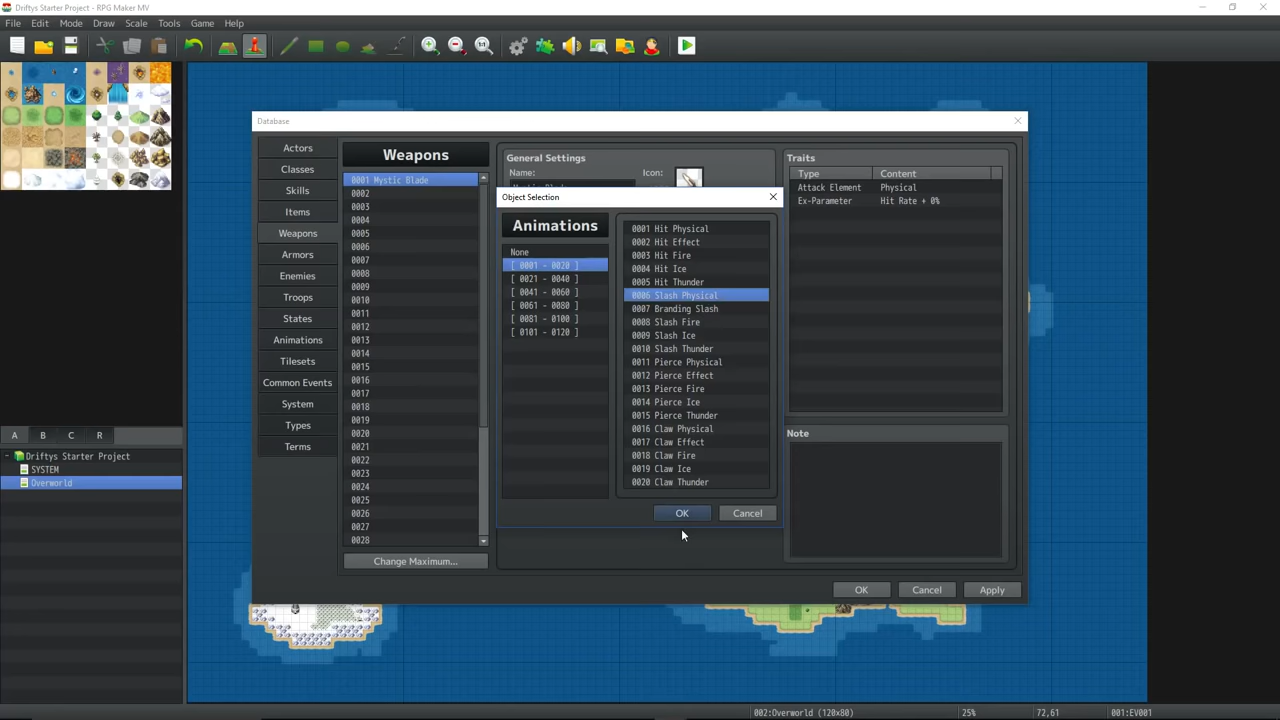 Driftys Starter Project - RPG Maker MV
File Edit Mode Draw Scale Tools Game Help
Database
Actors
Classes
Skills
Items
Weapons
Armors
Enemies
Troops
States
Animations
Tilesets
Common Events
System
Types
Terms
Weapons
0001 Mystic Blade
0002
0003
0004
0005
0006
0007
0008
0009
0010
0011
0012
0013
0014
0015
0016
0017
0018
0019
0020
0021
0022
0023
0024
0025
0026
0027
0028
Change Maximum...
General Settings
Name: Icon:
Object Selection
Animations
None
[ 0001 - 0020 ]
[ 0021 - 0040 ]
[ 0041 - 0060 ]
[ 0061 - 0080 ]
[ 0081 - 0100 ]
[ 0101 - 0120 ]
0001 Hit Physical
0002 Hit Effect
0003 Hit Fire
0004 Hit Ice
0005 Hit Thunder
0006 Slash Physical
0007 Branding Slash
0008 Slash Fire
0009 Slash Ice
0010 Slash Thunder
0011 Pierce Physical
0012 Pierce Effect
0013 Pierce Fire
0014 Pierce Ice
0015 Pierce Thunder
0016 Claw Physical
0017 Claw Effect
0018 Claw Fire
0019 Claw Ice
0020 Claw Thunder
OK Cancel
Traits
Type Content
Attack Element Physical
Ex-Parameter Hit Rate + 0%
Note
OK Cancel Apply
A B C R
Driftys Starter Project
SYSTEM
Overworld
002:Overworld (120x80) 25% 72,61 001:EV001